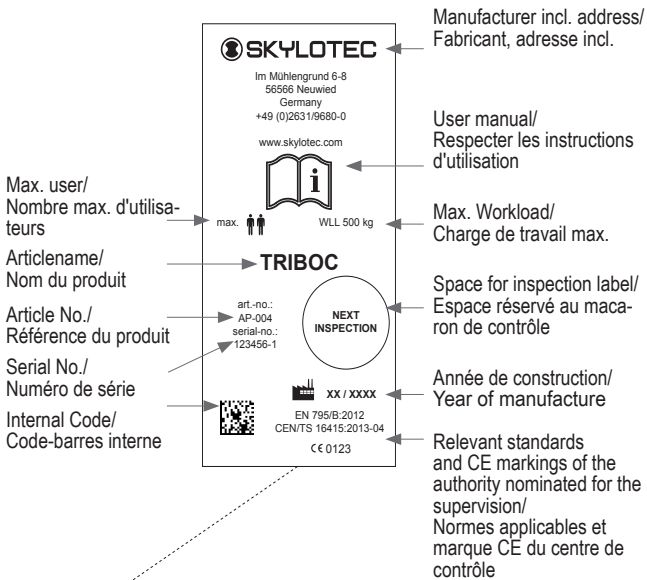 Manufacturer incl. address/
Fabricant, adresse incl.
SKYLOTEC
Im Mühlengrund 6-8
56566 Neuwied
Germany
+49 (0)2631/9680-0
www.skylotec.com
User manual/
Respecter les instructions
d'utilisation
i
Max. user/
Nombre max. d'utilisa-
teurs
max.
WLL 500 kg
Max. Workload/
Charge de travail max.
Articlename/
Nom du produit
TRIBOC
Article No./
Référence du produit
art.-no.:
AP-004
serial-no.:
123456-1
NEXT
INSPECTION
Space for inspection label/
Espace réservé au maca-
ron de contrôle
Serial No./
Numéro de série
XX / XXXX
Année de construction/
Year of manufacture
Internal Code/
Code-barres interne
EN 795/B:2012
CEN/TS 16415:2013-04
CE 0123
Relevant standards
and CE markings of the
authority nominated for the
supervision/
Normes applicables et
marque CE du centre de
contrôle